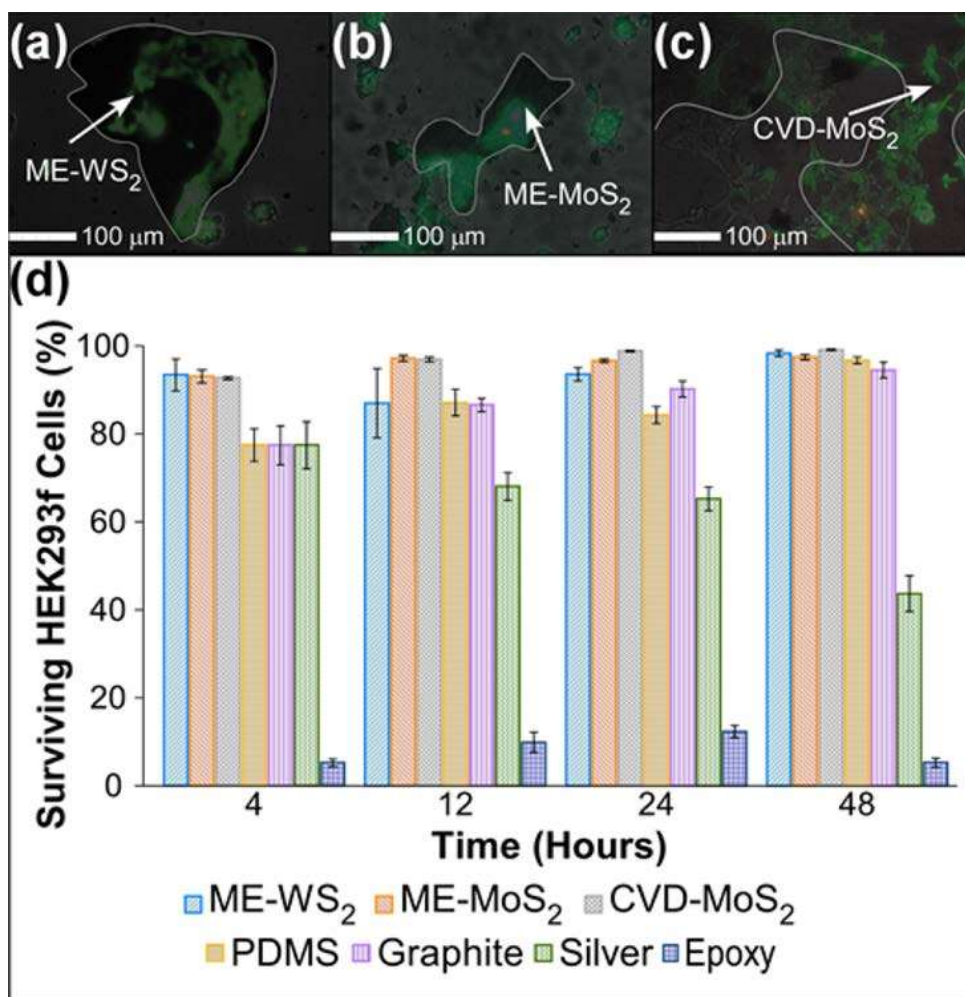 (a)
ME-WS₂
100 μm
(b)
ME-MoS₂
100 μm
(c)
CVD-MoS₂
100 μm
(d)
Surviving HEK293f Cells (%)
100
80
60
40
20
0
4 12 24 48
Time (Hours)
ME-WS₂ ME-MoS₂ CVD-MoS₂
PDMS Graphite Silver Epoxy